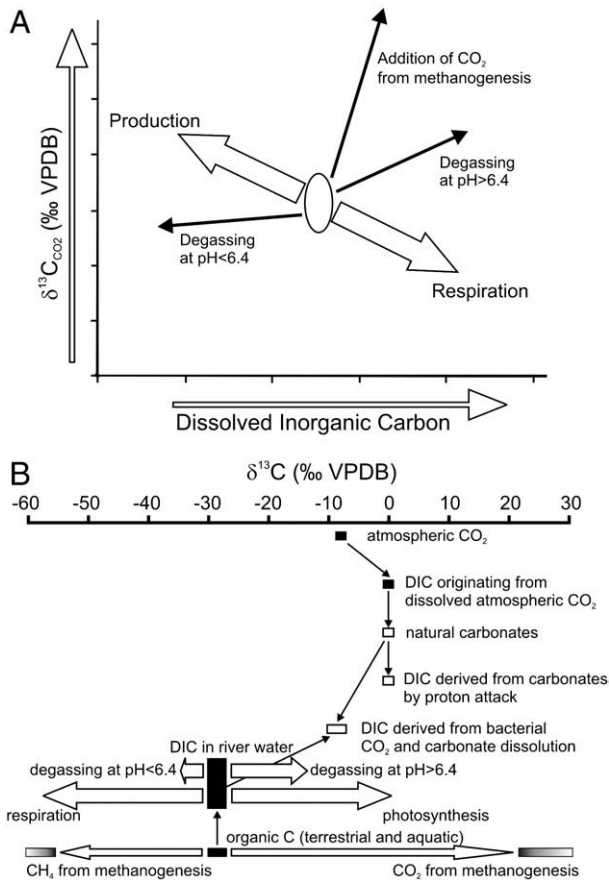 A
Addition of CO₂
from methanogenesis
Production
Degassing
at pH>6.4
δ¹³C_CO2 (‰ VPDB)
Degassing
at pH<6.4
Respiration
Dissolved Inorganic Carbon
B
δ¹³C (‰ VPDB)
-60 -50 -40 -30 -20 -10 0 10 20 30
atmospheric CO₂
DIC originating from
dissolved atmospheric CO₂
natural carbonates
DIC derived from carbonates
by proton attack
DIC derived from bacterial
CO₂ and carbonate dissolution
DIC in river water
degassing at pH<6.4
degassing at pH>6.4
respiration
photosynthesis
organic C (terrestrial and aquatic)
CH₄ from methanogenesis
CO₂ from methanogenesis